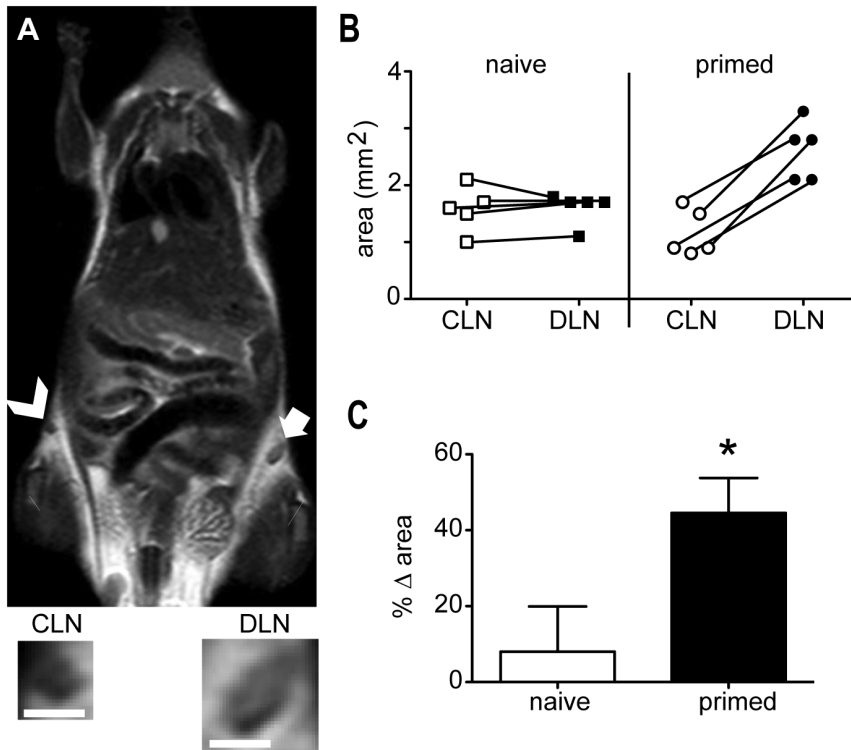 A
CLN
DLN
B
naive
primed
area (mm²)
4
2
0
CLN
DLN
CLN
DLN
C
% Δ area
60
40
20
0
*
naive
primed